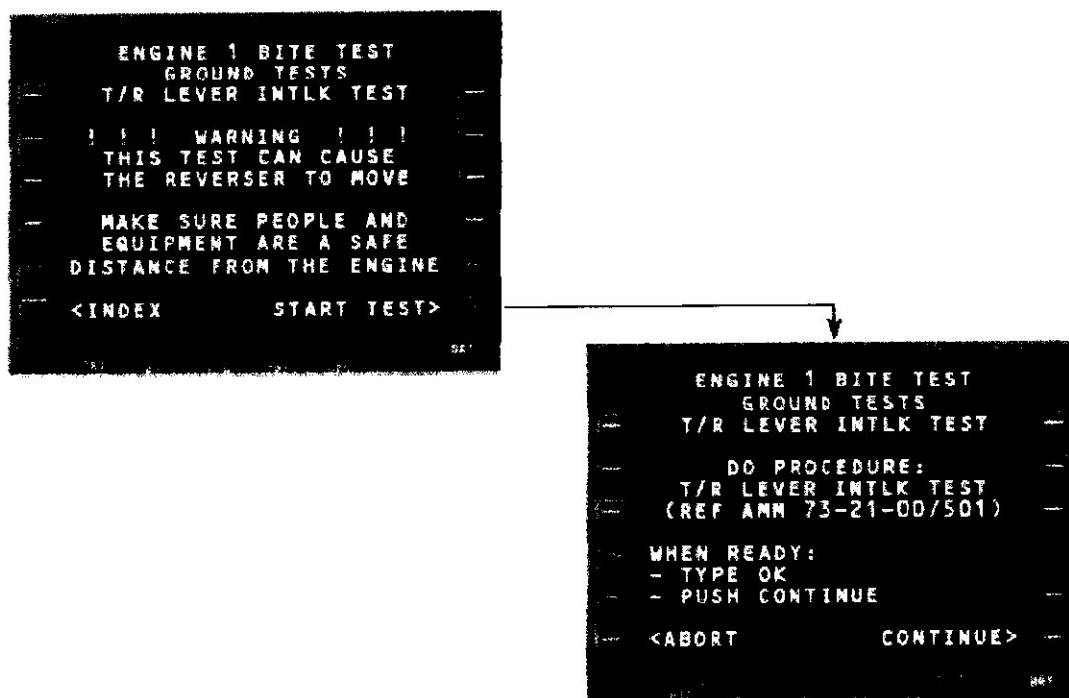 ENGINE 1 BITE TEST
GROUND TESTS
T/R LEVER INTLK TEST
! ! ! WARNING ! ! !
THIS TEST CAN CAUSE
THE REVERSER TO MOVE
MAKE SURE PEOPLE AND
EQUIPMENT ARE A SAFE
DISTANCE FROM THE ENGINE
<INDEX START TEST>
ENGINE 1 BITE TEST
GROUND TESTS
T/R LEVER INTLK TEST
DO PROCEDURE:
T/R LEVER INTLK TEST
(REF AMM 73-21-00/501)
WHEN READY:
- TYPE OK
- PUSH CONTINUE
<ABORT CONTINUE>